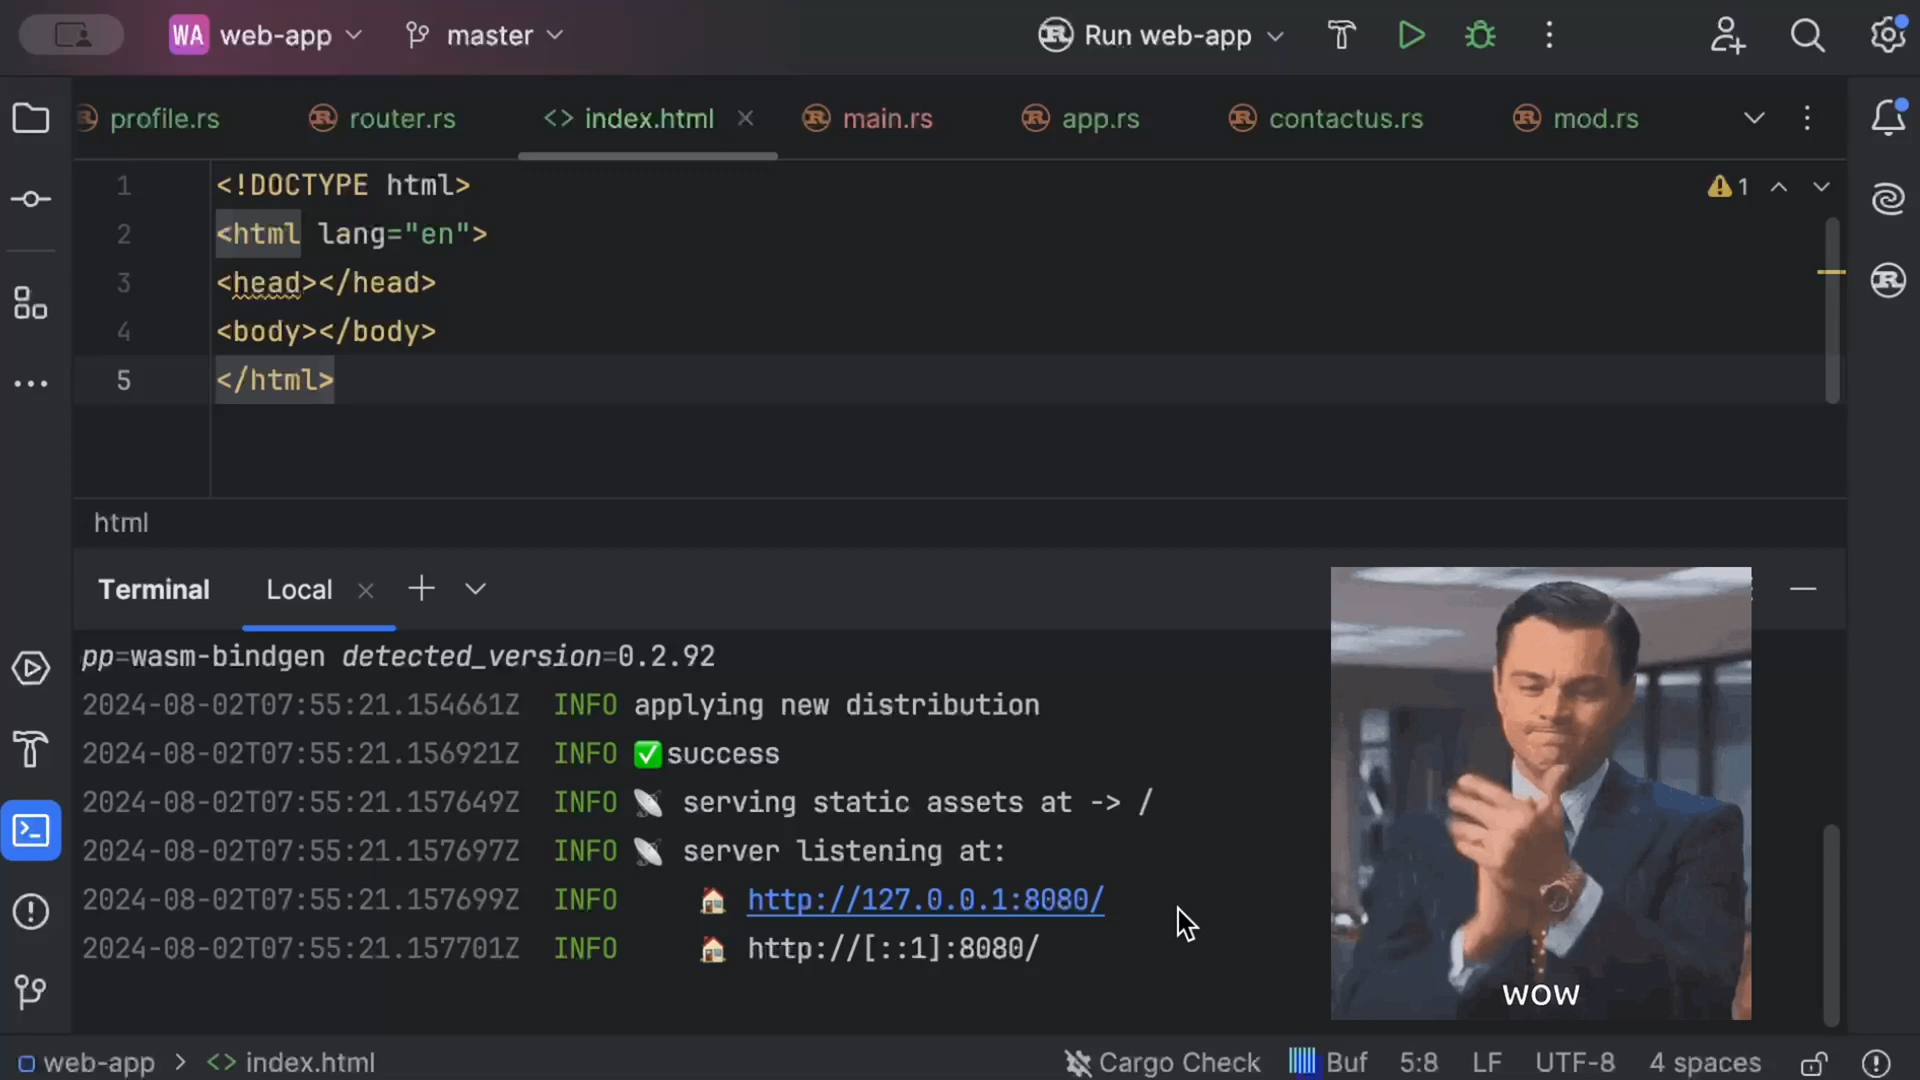 WA web-app master Run web-app
profile.rs router.rs <> index.html main.rs app.rs contactus.rs mod.rs
1 <!DOCTYPE html> 1
2 <html lang="en">
3 <head></head>
4 <body></body>
5 </html>
html
Terminal Local
pp=wasm-bindgen detected_version=0.2.92
2024-08-02T07:55:21.154661Z INFO applying new distribution
2024-08-02T07:55:21.156921Z INFO ✅success
2024-08-02T07:55:21.157649Z INFO 📡 serving static assets at -> /
2024-08-02T07:55:21.157697Z INFO 📡 server listening at:
2024-08-02T07:55:21.157699Z INFO 🏠 http://127.0.0.1:8080/
2024-08-02T07:55:21.157701Z INFO 🏠 http://[::1]:8080/
wow
web-app > <> index.html Cargo Check Buf 5:8 LF UTF-8 4 spaces